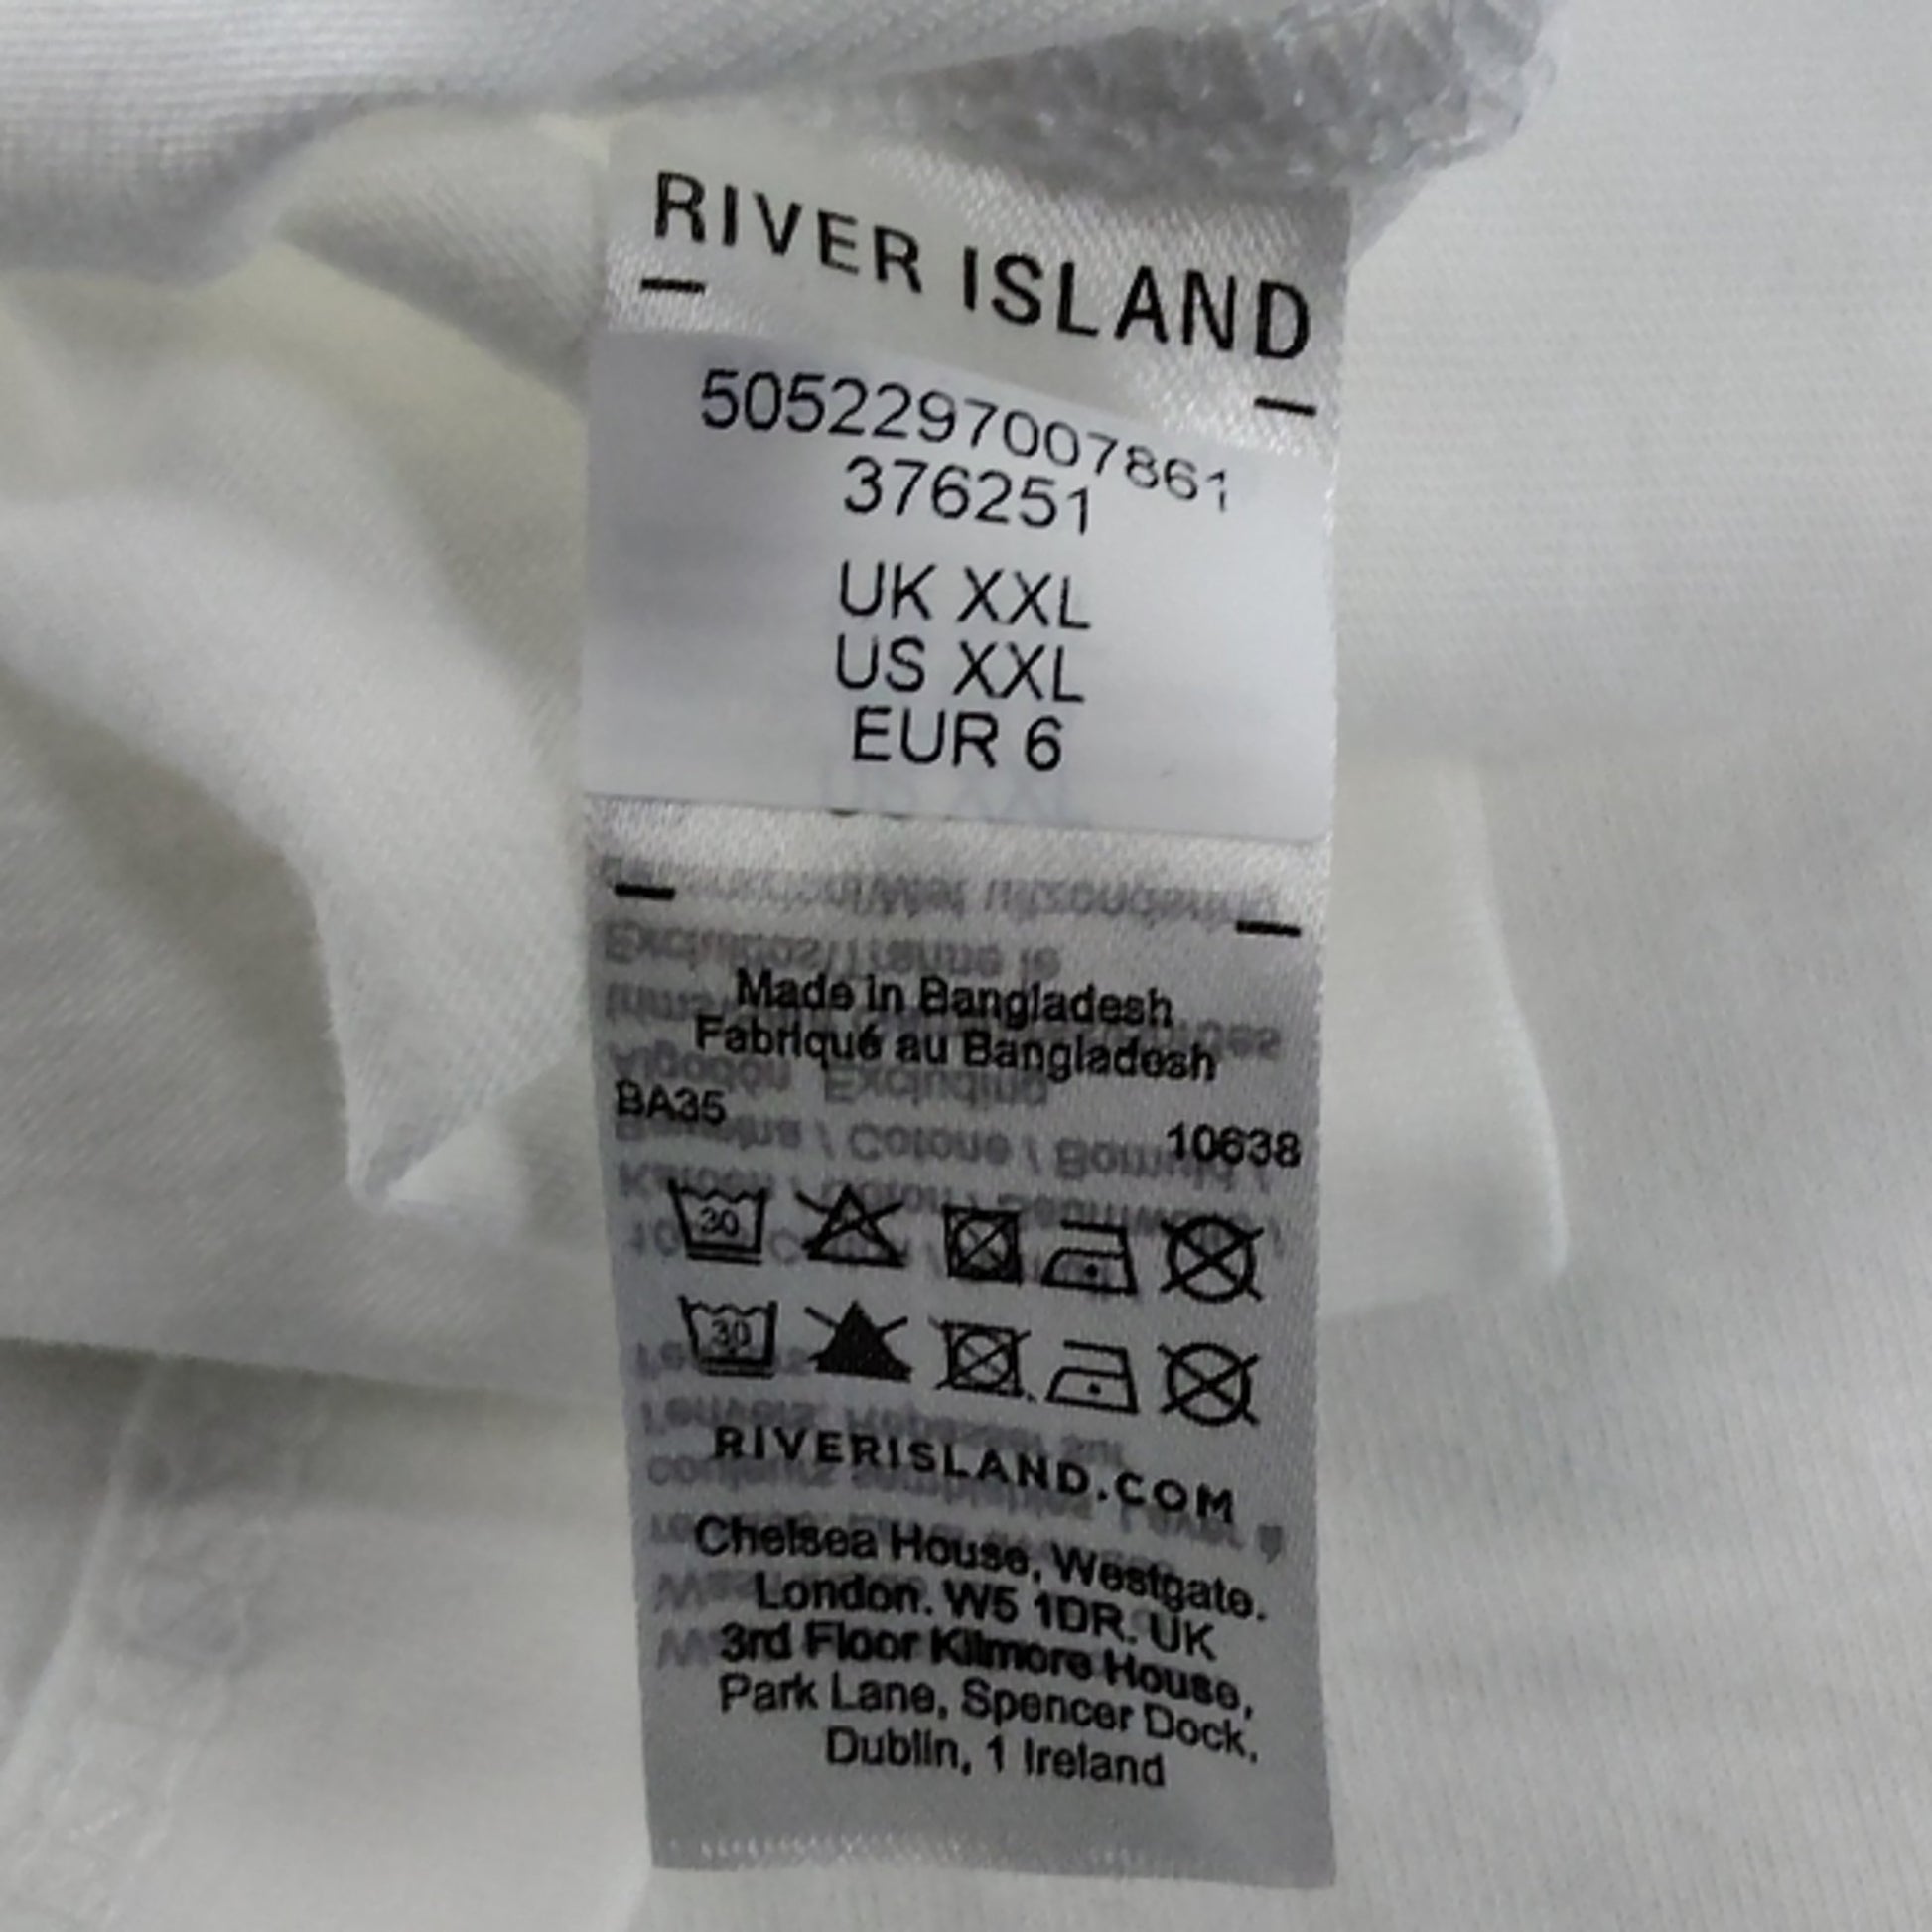 RIVER ISLAND
5052297007861
376251
UK XXL
US XXL
EUR 6
Made in Bangladesh
Fabriqué au Bangladesh
BA35 10638
30
30
RIVERISLAND.COM
Chelsea House, Westgate.
London. W5 1DR. UK
3rd Floor Kilmore House,
Park Lane, Spencer Dock,
Dublin, 1 Ireland